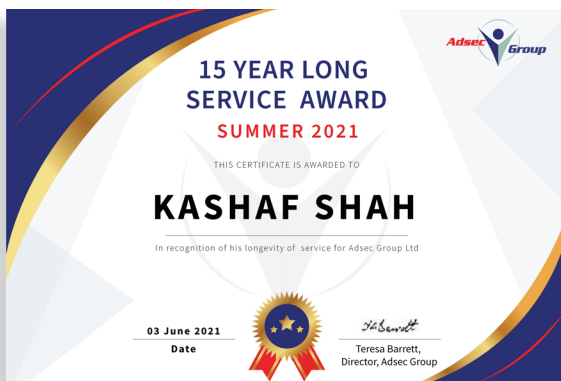 Adsec
Group
15 YEAR LONG
SERVICE AWARD
SUMMER 2021
THIS CERTIFICATE IS AWARDED TO
KASHAF SHAH
In recognition of his longevity of service for Adsec Group Ltd
03 June 2021
Date
Teresa Barrett,
Director, Adsec Group